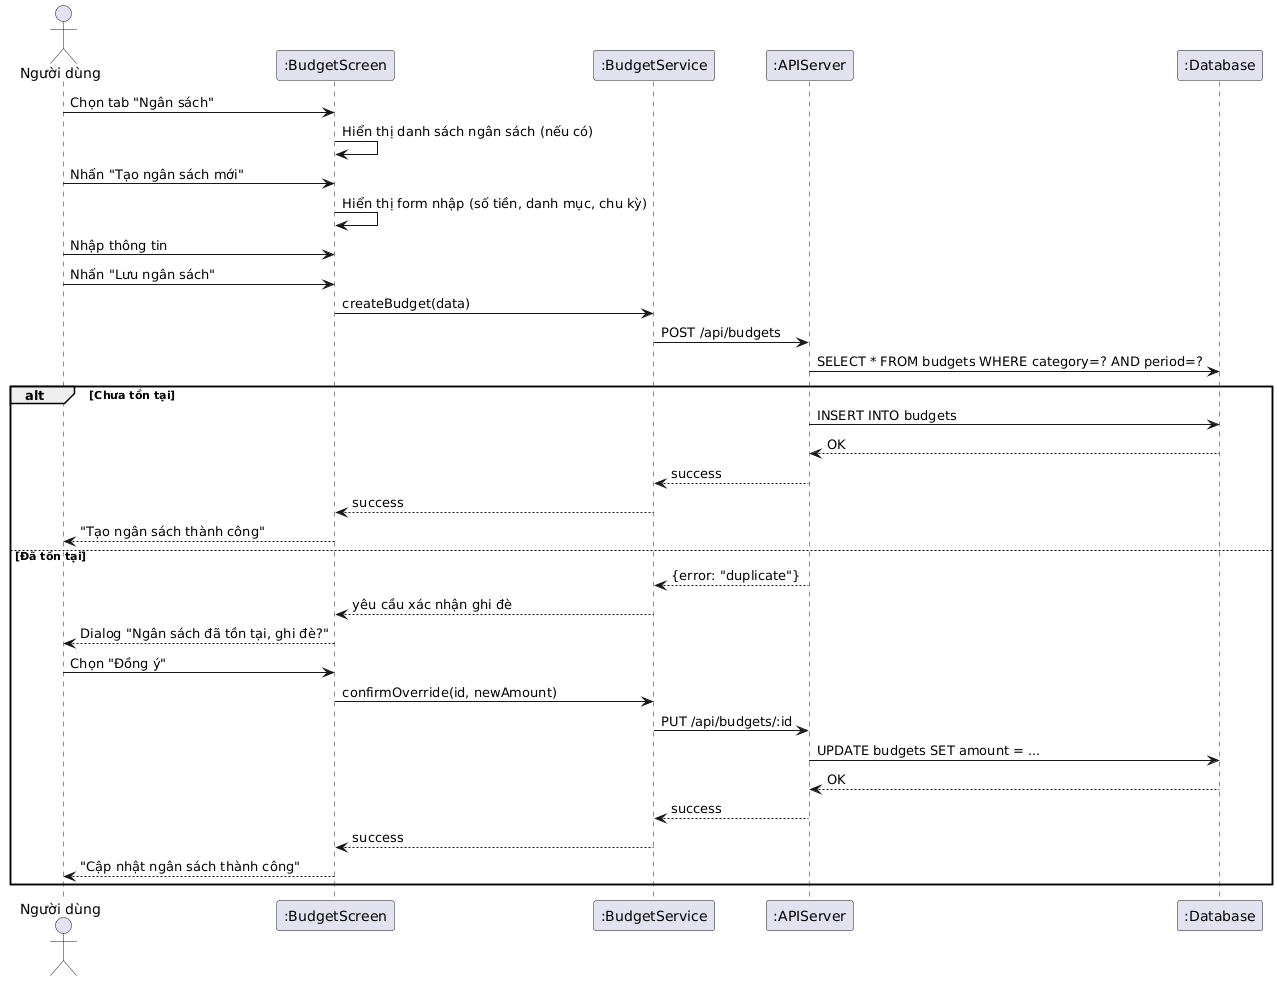 Người dùng
:BudgetScreen
:BudgetService
:APIServer
:Database
Chọn tab "Ngân sách"
Hiển thị danh sách ngân sách (nếu có)
Nhấn "Tạo ngân sách mới"
Hiển thị form nhập (số tiền, danh mục, chu kỳ)
Nhập thông tin
Nhấn "Lưu ngân sách"
createBudget(data)
POST /api/budgets
SELECT * FROM budgets WHERE category=? AND period=?
alt
[Chưa tồn tại]
INSERT INTO budgets
OK
success
success
"Tạo ngân sách thành công"
[Đã tồn tại]
{error: "duplicate"}
yêu cầu xác nhận ghi đè
Dialog "Ngân sách đã tồn tại, ghi đè?"
Chọn "Đồng ý"
confirmOverride(id, newAmount)
PUT /api/budgets/:id
UPDATE budgets SET amount = ...
OK
success
success
"Cập nhật ngân sách thành công"
Người dùng
:BudgetScreen
:BudgetService
:APIServer
:Database